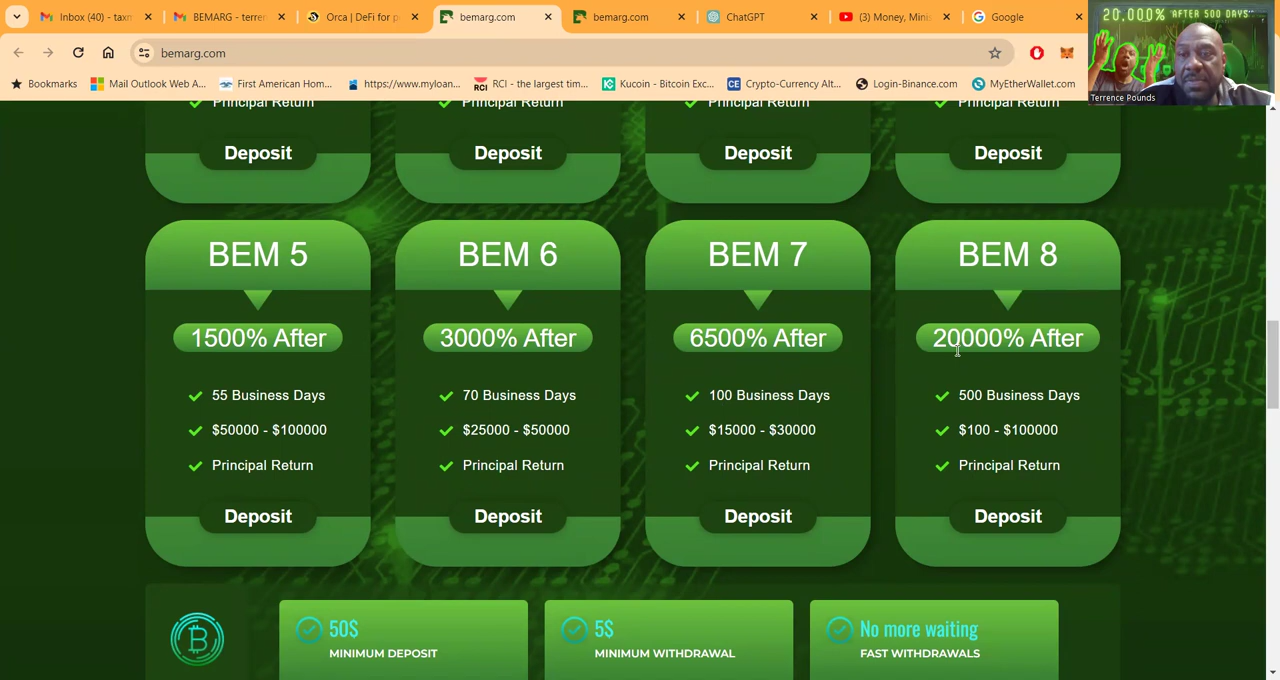 Inbox (40) - taxm
BEMARG - terren
Orca | DeFi for p
bemarg.com
bemarg.com
ChatGPT
(3) Money, Minis
Google
bemarg.com
Bookmarks
Mail Outlook Web A...
First American Hom...
https://www.myloan...
RCI - the largest tim...
Kucoin - Bitcoin Exc...
Crypto-Currency Alt...
Login-Binance.com
MyEtherWallet.com
20,000% AFTER 500 DAYS
Terrence Pounds
Principal Return
Principal Return
Principal Return
Principal Return
Deposit
Deposit
Deposit
Deposit
BEM 5
1500% After
55 Business Days
$50000 - $100000
Principal Return
Deposit
BEM 6
3000% After
70 Business Days
$25000 - $50000
Principal Return
Deposit
BEM 7
6500% After
100 Business Days
$15000 - $30000
Principal Return
Deposit
BEM 8
20000% After
500 Business Days
$100 - $100000
Principal Return
Deposit
50$
MINIMUM DEPOSIT
5$
MINIMUM WITHDRAWAL
No more waiting
FAST WITHDRAWALS